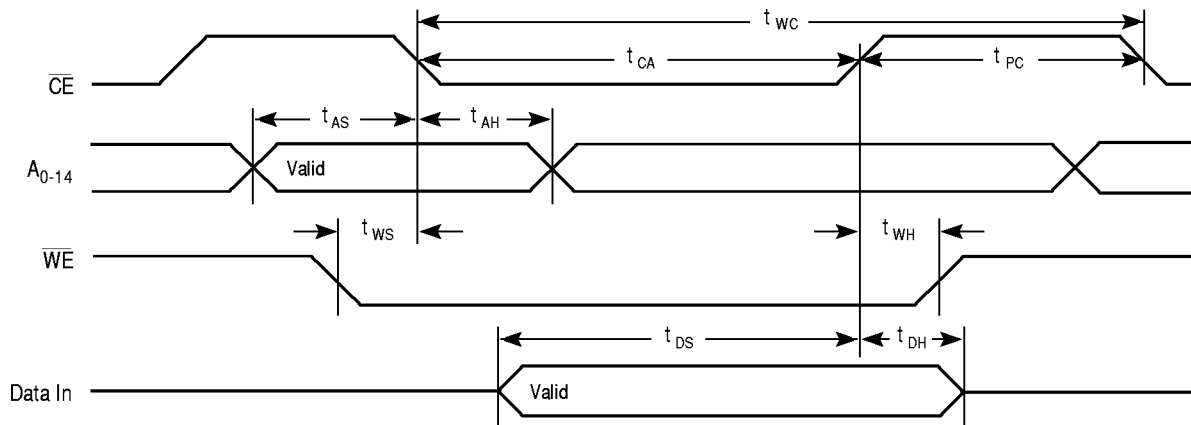 t WC
t CA
t PC
CE
t AS
t AH
A0-14
Valid
t WS
t WH
WE
t DS
t DH
Data In
Valid